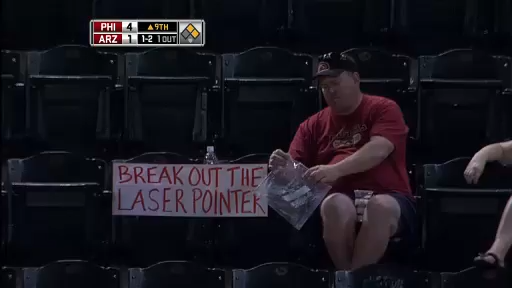 PHI 4 ▲9TH
ARZ 1 1-2 1 OUT
BREAK OUT THE
LASER POINTER